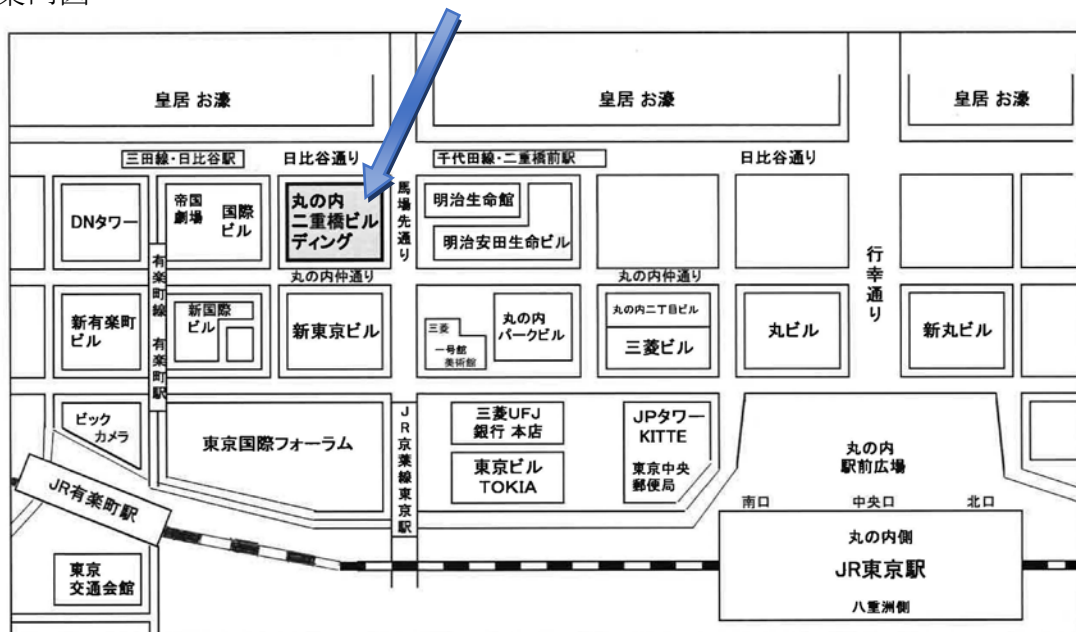 案内図
皇居 お濠
皇居 お濠
皇居 お濠
三田線・日比谷駅
日比谷通り
千代田線・二重橋前駅
日比谷通り
DNタワー
帝国
劇場
国際
ビル
丸の内
二重橋ビル
ディング
馬場先通り
明治生命館
明治安田生命ビル
行幸通り
有楽町線 有楽町駅
丸の内仲通り
丸の内仲通り
新有楽町
ビル
新国際
ビル
新東京ビル
三菱
一号館
美術館
丸の内
パークビル
丸の内二丁目ビル
三菱ビル
丸ビル
新丸ビル
ビック
カメラ
東京国際フォーラム
JR京葉線東京駅
三菱UFJ
銀行 本店
東京ビル
TOKIA
JPタワー
KITTE
東京中央
郵便局
丸の内
駅前広場
南口
中央口
北口
JR有楽町駅
丸の内側
JR東京駅
八重洲側
東京
交通会館